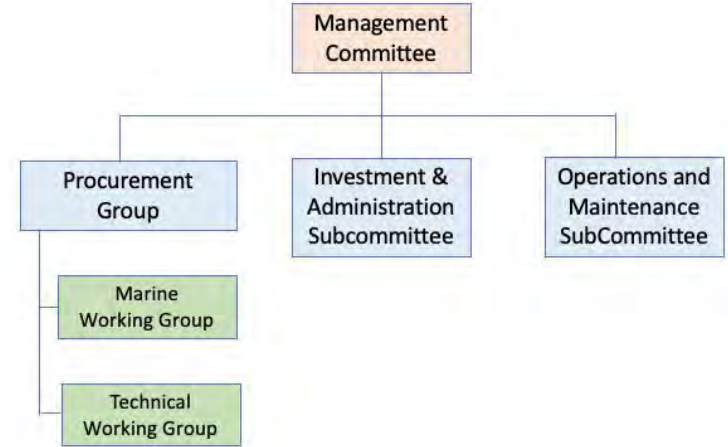 Management
Committee
Procurement
Group
Investment &
Administration
Subcommittee
Operations and
Maintenance
SubCommittee
Marine
Working Group
Technical
Working Group